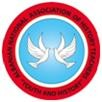 ALBANIAN NATIONAL ASSOCIATION OF HISTORY TEACHERS
YOUTH AND HISTORY